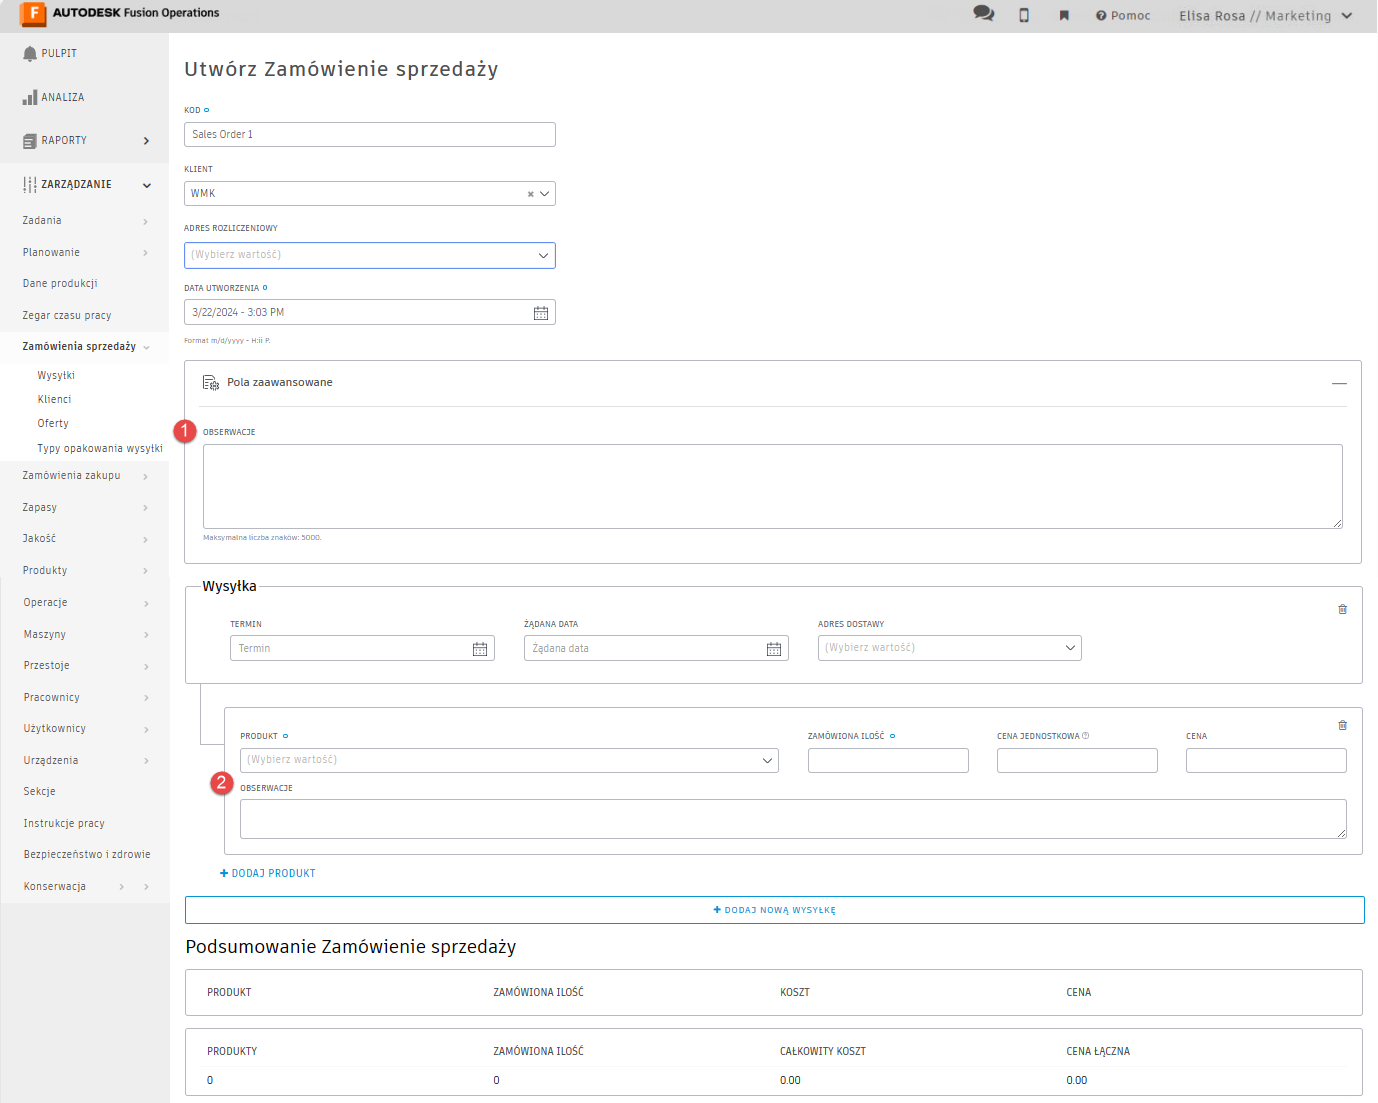 F AUTODESK Fusion Operations
Pomoc
Elisa Rosa // Marketing
PULPIT
ANALIZA
RAPORTY
ZARZĄDZANIE
Zadania
Planowanie
Dane produkcji
Zegar czasu pracy
Zamówienia sprzedaży
Wysyłki
Klienci
Oferty
Typy opakowania wysyłki
Zamówienia zakupu
Zapasy
Jakość
Produkty
Operacje
Maszyny
Przestoje
Pracownicy
Użytkownicy
Urządzenia
Sekcje
Instrukcje pracy
Bezpieczeństwo i zdrowie
Konserwacja
Utwórz Zamówienie sprzedaży
KOD
Sales Order 1
KLIENT
WMK
ADRES ROZLICZENIOWY
(Wybierz wartość)
DATA UTWORZENIA
3/22/2024 - 3:03 PM
Format m/d/yyyy - H:ii P.
Pola zaawansowane
1
OBSERWACJE
Maksymalna liczba znaków: 5000.
Wysyłka
TERMIN ŻĄDANA DATA ADRES DOSTAWY
Termin Żądana data (Wybierz wartość)
PRODUKT ZAMÓWIONA ILOŚĆ CENA JEDNOSTKOWA CENA
(Wybierz wartość)
2
OBSERWACJE
+ DODAJ PRODUKT
+ DODAJ NOWĄ WYSYŁKĘ
Podsumowanie Zamówienie sprzedaży
PRODUKT ZAMÓWIONA ILOŚĆ KOSZT CENA
PRODUKTY ZAMÓWIONA ILOŚĆ CAŁKOWITY KOSZT CENA ŁĄCZNA
0 0 0.00 0.00